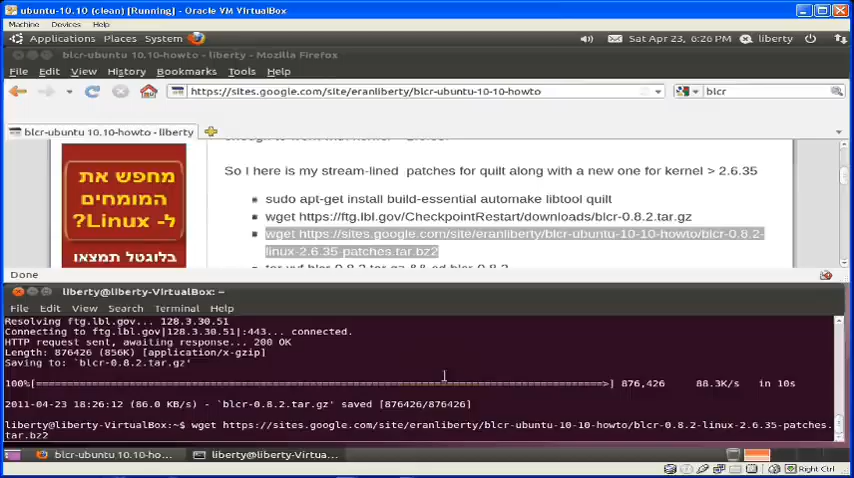 ubuntu-10.10 (clean) [Running] - Oracle VM VirtualBox
Machine Devices Help
Applications Places System Sat Apr 23, 6:26 PM liberty
blcr-ubuntu 10.10-howto - liberty - Mozilla Firefox
File Edit View History Bookmarks Tools Help
https://sites.google.com/site/eranliberty/blcr-ubuntu-10-10-howto blcr
blcr-ubuntu 10.10-howto - liberty
מחפש את
המומחים
ל- Linux?
בלוגטל תמצאו
So I here is my stream-lined patches for quilt along with a new one for kernel > 2.6.35
sudo apt-get install build-essential automake libtool quilt
wget https://ftg.lbl.gov/CheckpointRestart/downloads/blcr-0.8.2.tar.gz
wget https://sites.google.com/site/eranliberty/blcr-ubuntu-10-10-howto/blcr-0.8.2-
linux-2.6.35-patches.tar.bz2
Done
liberty@liberty-VirtualBox: ~
File Edit View Search Terminal Help
Resolving ftg.lbl.gov... 128.3.30.51
Connecting to ftg.lbl.gov|128.3.30.51|:443... connected.
HTTP request sent, awaiting response... 200 OK
Length: 876426 (856K) [application/x-gzip]
Saving to: `blcr-0.8.2.tar.gz'
100%[======================================>] 876,426 88.3K/s in 10s
2011-04-23 18:26:12 (86.0 KB/s) - `blcr-0.8.2.tar.gz' saved [876426/876426]
liberty@liberty-VirtualBox:~$ wget https://sites.google.com/site/eranliberty/blcr-ubuntu-10-10-howto/blcr-0.8.2-linux-2.6.35-patches.
tar.bz2
blcr-ubuntu 10.10-ho... liberty@liberty-VirtualBox...
Right Ctrl